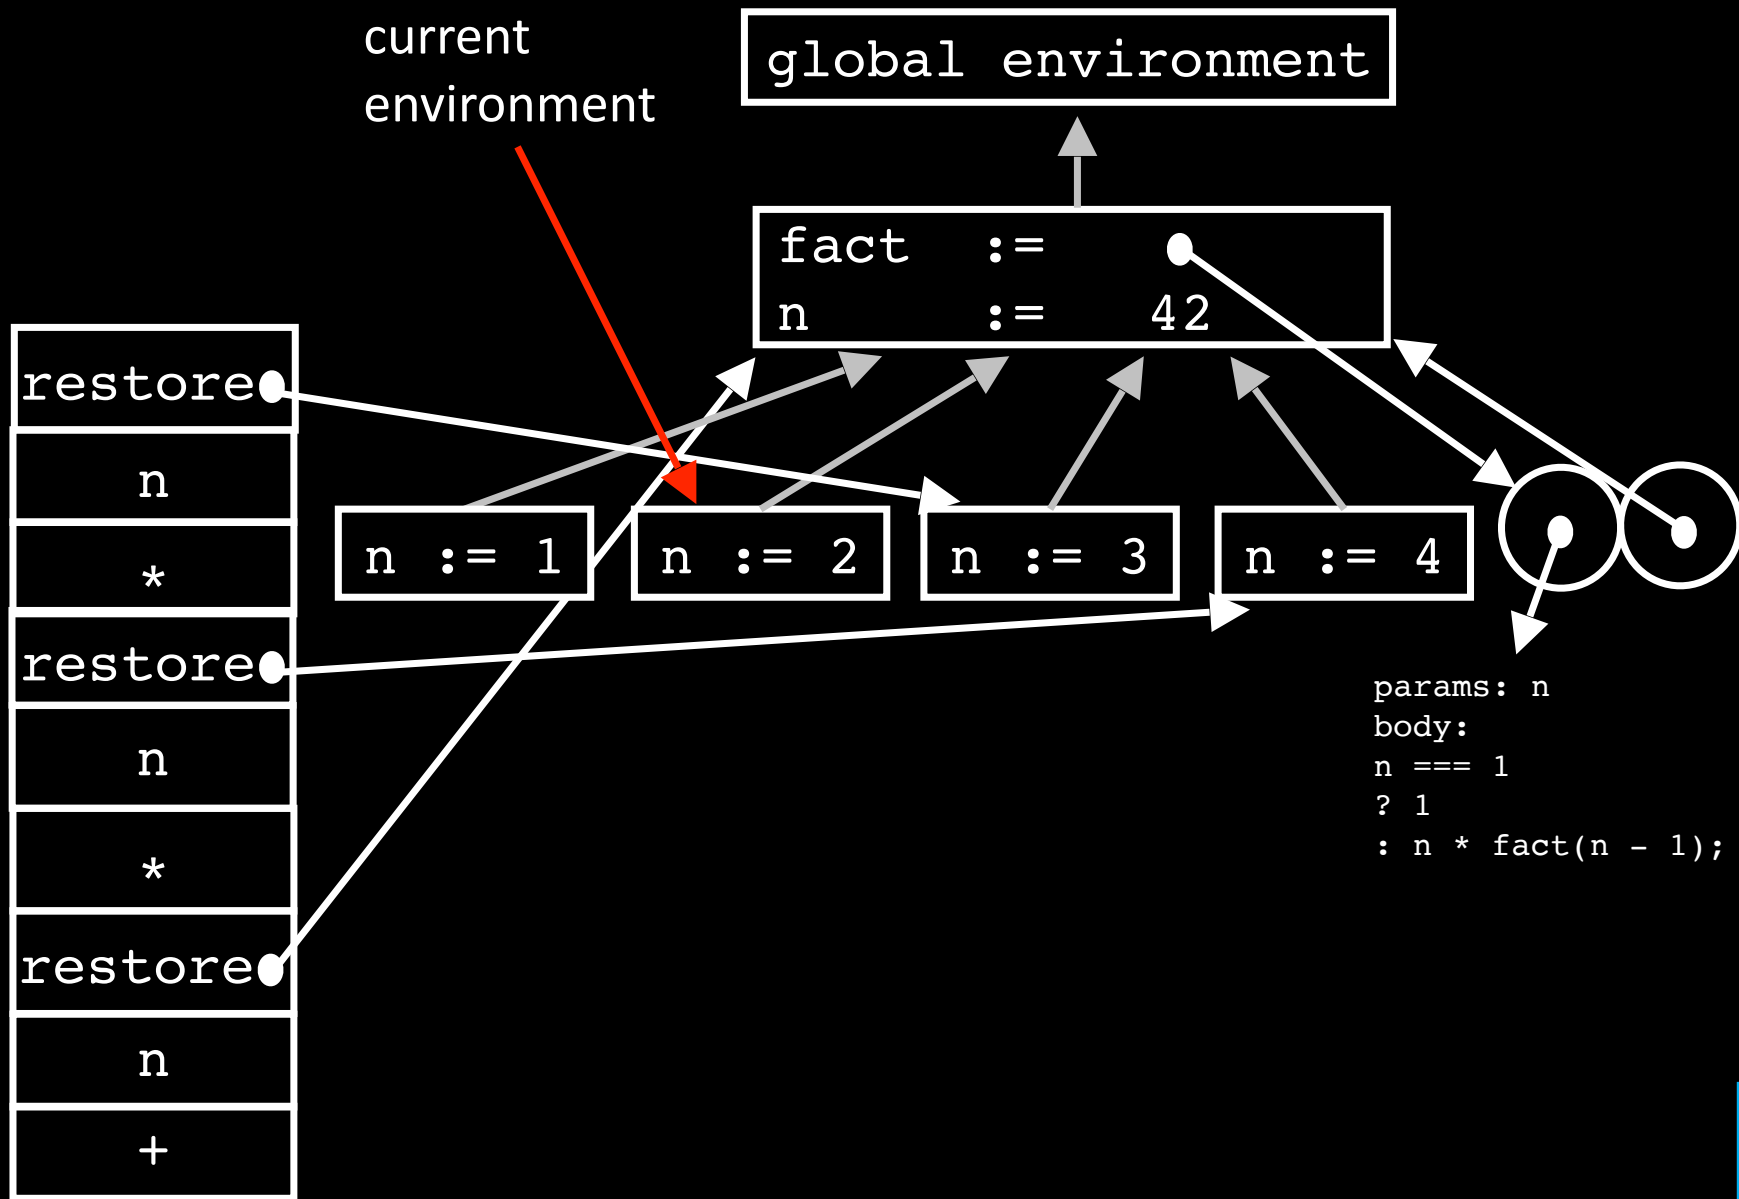 current
environment
global environment
fact := 
n := 42
restore
n
*
restore
n
*
restore
n
+
n := 1
n := 2
n := 3
n := 4
params: n
body:
n === 1
? 1
: n * fact(n - 1);